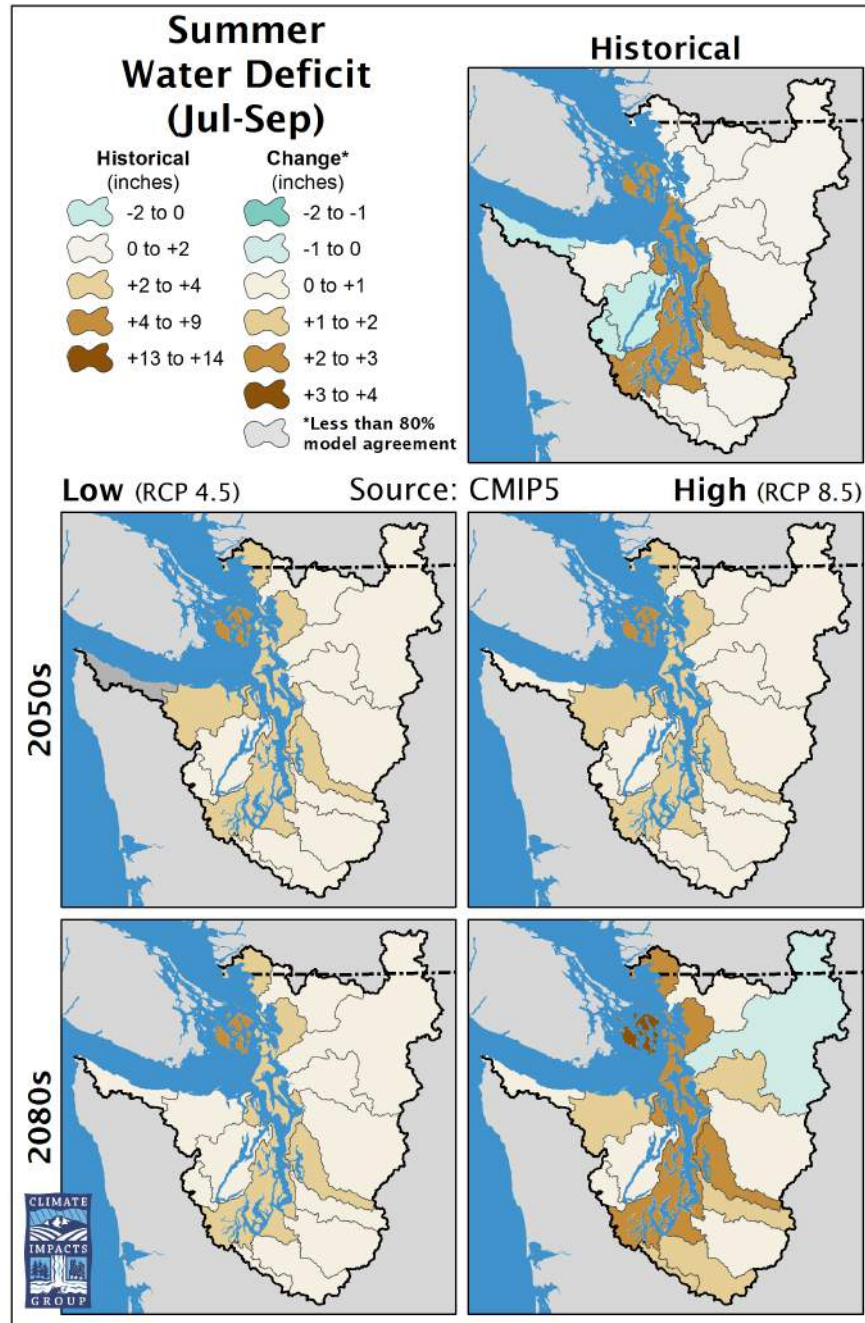 Summer
Water Deficit
(Jul-Sep)
Historical
(inches)
-2 to 0
0 to +2
+2 to +4
+4 to +9
+13 to +14
Change*
(inches)
-2 to -1
-1 to 0
0 to +1
+1 to +2
+2 to +3
+3 to +4
*Less than 80%
model agreement
Historical
Low (RCP 4.5) Source: CMIP5 High (RCP 8.5)
2050s
2080s
CLIMATE
IMPACTS
GROUP